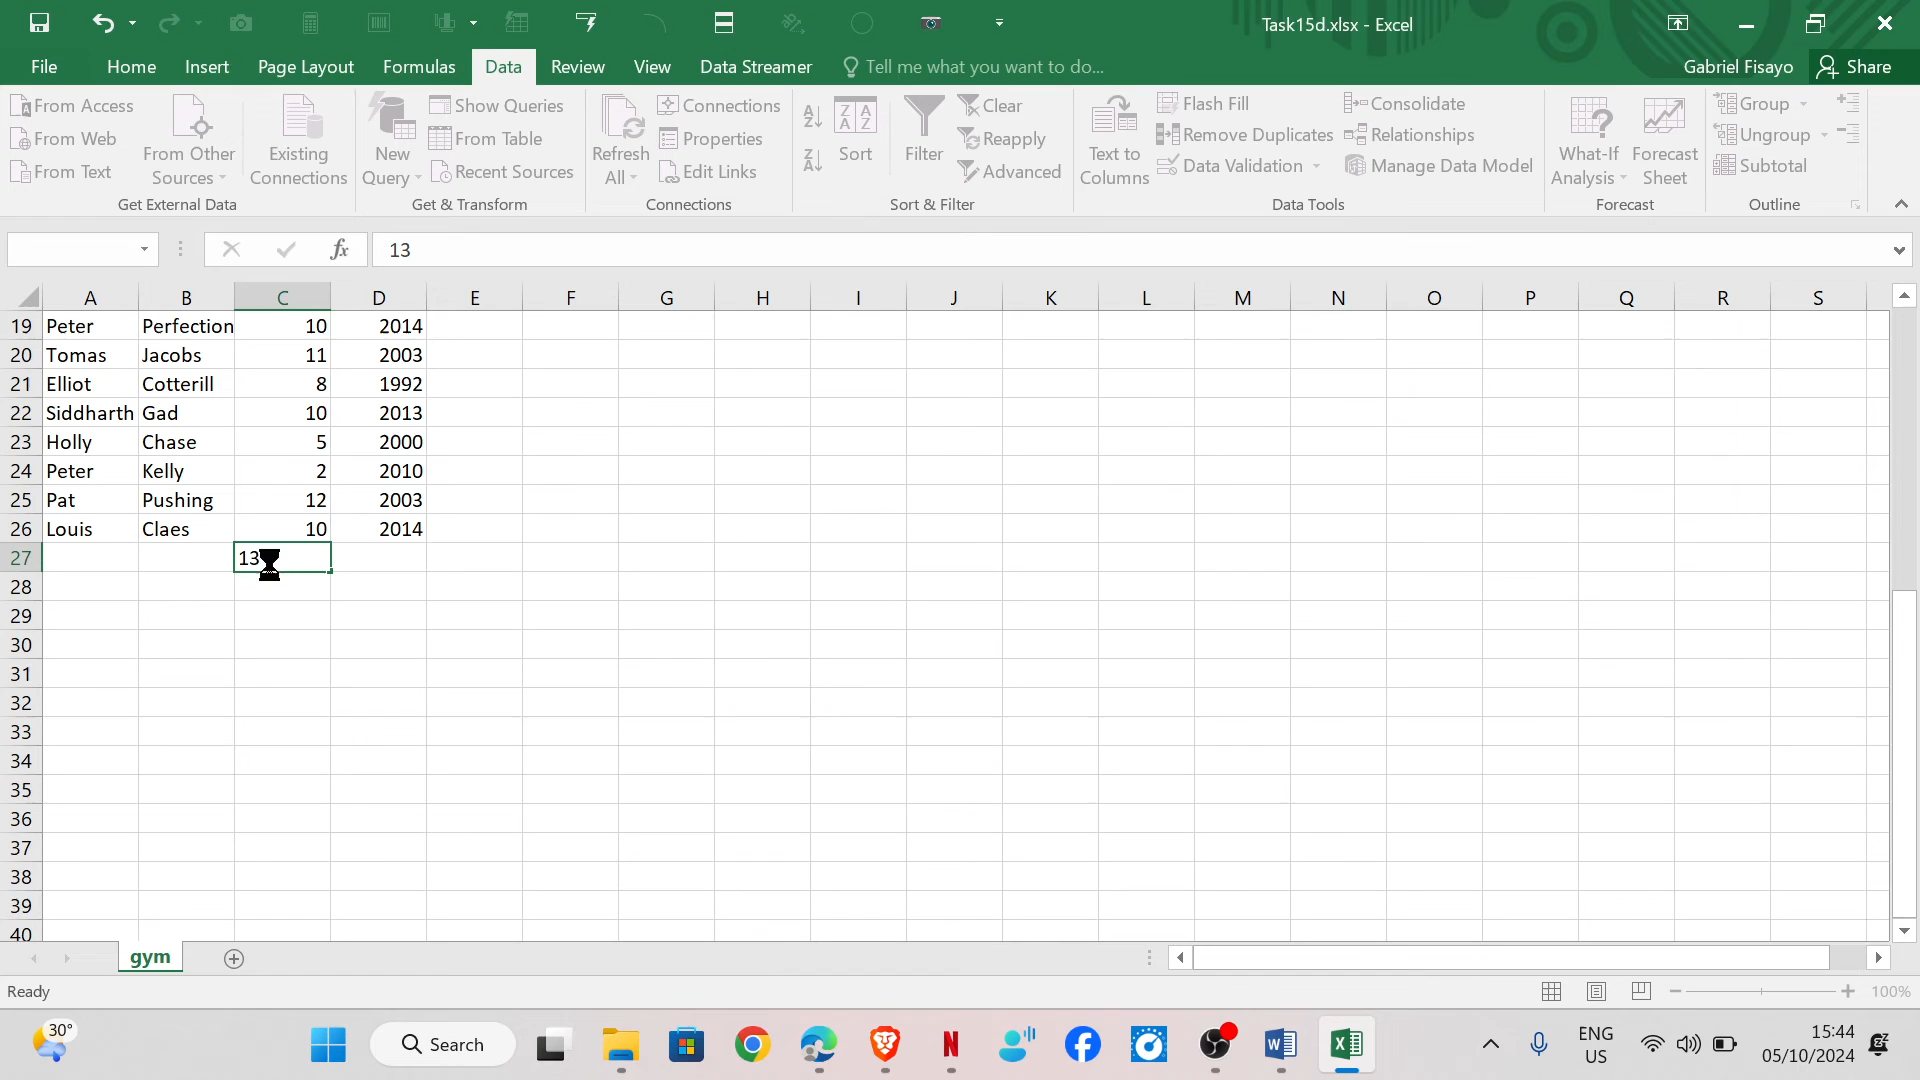 Task15d.xlsx - Excel
File Home Insert Page Layout Formulas Data Review View Data Streamer Tell me what you want to do... Gabriel Fisayo Share
From Access
From Web
From Text
From Other Sources
Existing Connections
Get External Data
New Query
Show Queries
From Table
Recent Sources
Get & Transform
Refresh All
Connections
Properties
Edit Links
Connections
Sort
Filter
Clear
Reapply
Advanced
Sort & Filter
Text to Columns
Flash Fill
Remove Duplicates
Data Validation
Consolidate
Relationships
Manage Data Model
Data Tools
What-If Analysis
Forecast Sheet
Forecast
Group
Ungroup
Subtotal
Outline
fx 13
A B C D E F G H I J K L M N O P Q R S
19 Peter Perfection 10 2014
20 Tomas Jacobs 11 2003
21 Elliot Cotterill 8 1992
22 Siddharth Gad 10 2013
23 Holly Chase 5 2000
24 Peter Kelly 2 2010
25 Pat Pushing 12 2003
26 Louis Claes 10 2014
27 13
28
29
30
31
32
33
34
35
36
37
38
39
40
gym
Ready 100%
30° Search ENG US 15:44 05/10/2024